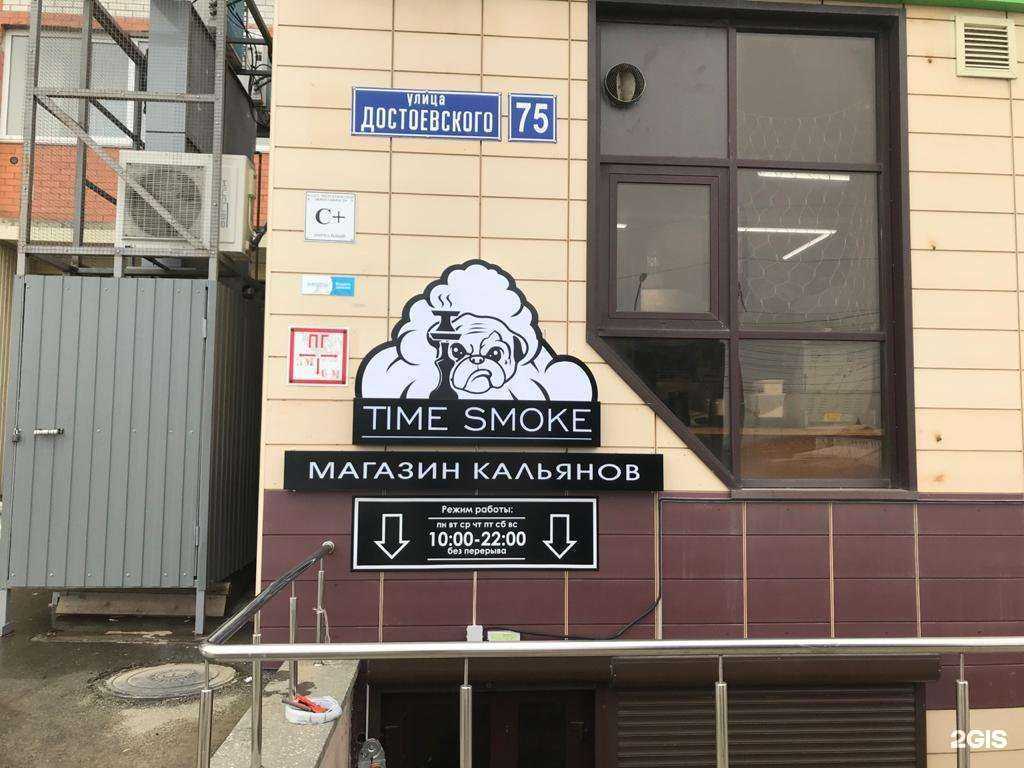 улица
ДОСТОЕВСКОГО
75
C+
ПГ
TIME SMOKE
МАГАЗИН КАЛЬЯНОВ
Режим работы:
пн вт ср чт пт сб вс
10:00-22:00
без перерыва
2GIS